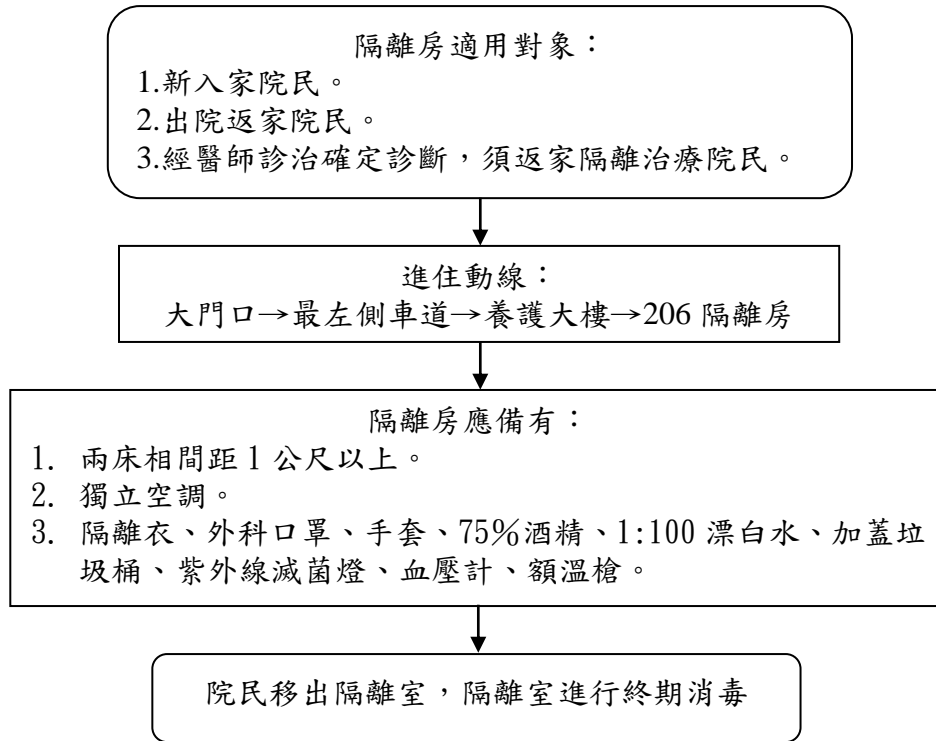 隔離房適用對象：
1.新入家院民。
2.出院返家院民。
3.經醫師診治確定診斷，須返家隔離治療院民。
進住動線：
大門口→最左側車道→養護大樓→206 隔離房
隔離房應備有：
1. 兩床相間距 1 公尺以上。
2. 獨立空調。
3. 隔離衣、外科口罩、手套、75%酒精、1:100 漂白水、加蓋垃
圾桶、紫外線滅菌燈、血壓計、額溫槍。
院民移出隔離室，隔離室進行終期消毒